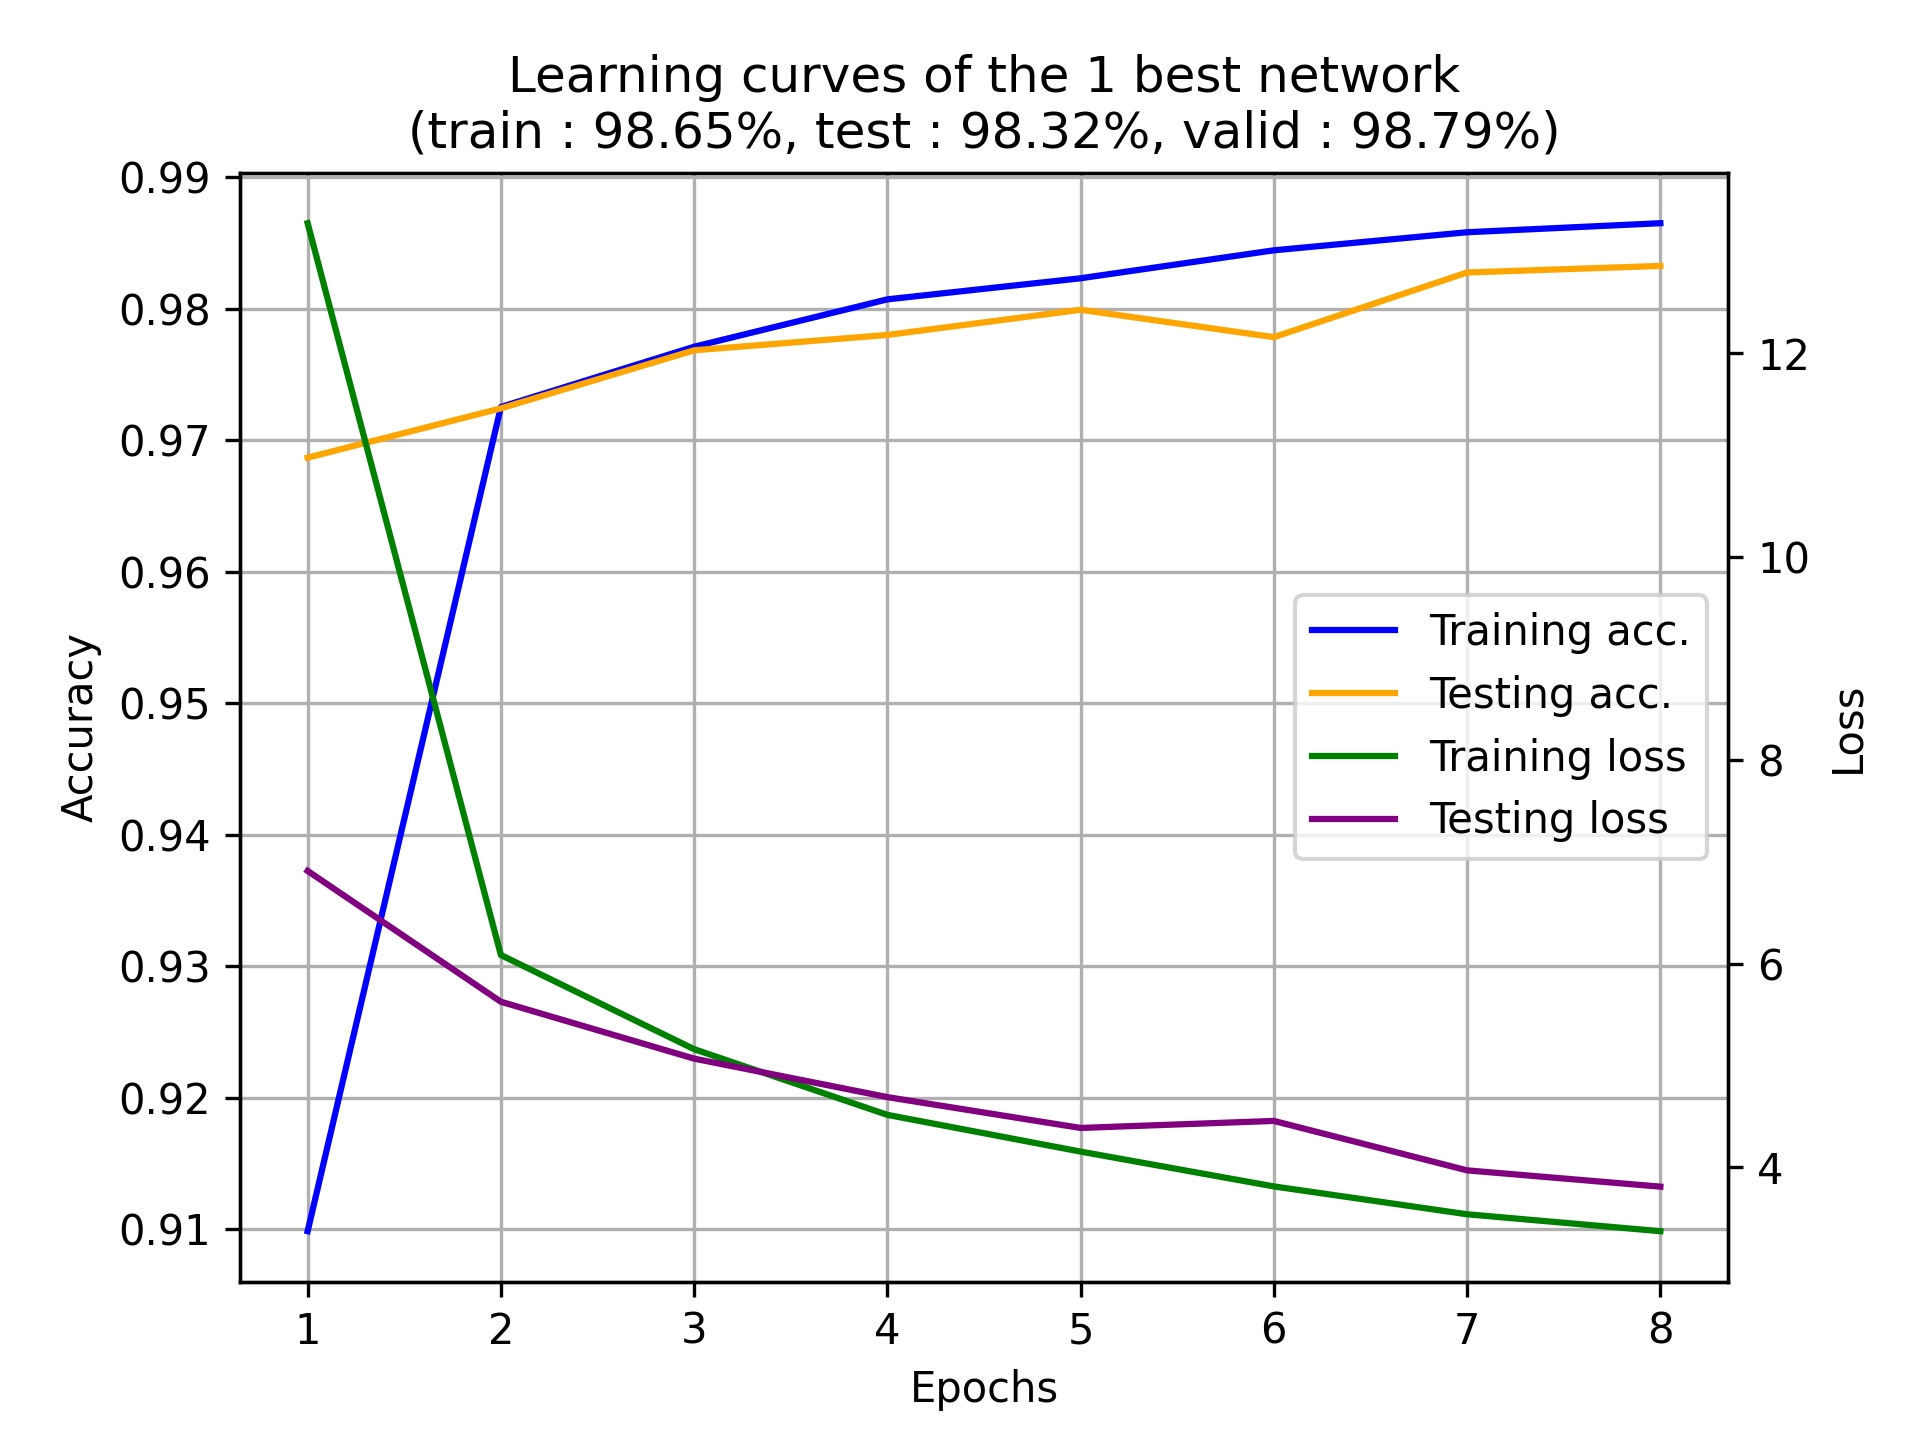 Learning curves of the 1 best network
(train : 98.65%, test : 98.32%, valid : 98.79%)
0.99
0.98
0.97
0.96
0.95
0.94
0.93
0.92
0.91
Accuracy
12
10
8
6
4
Loss
Training acc.
Testing acc.
Training loss
Testing loss
1 2 3 4 5 6 7 8
Epochs